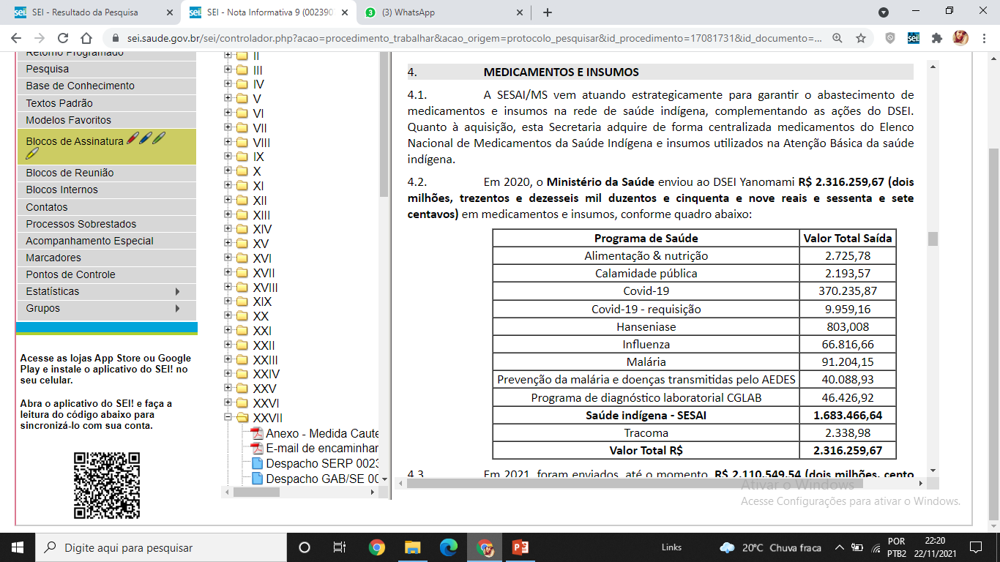 SEI - Resultado da Pesquisa
SEI - Nota Informativa 9 (002390
(3) WhatsApp
sei.saude.gov.br/sei/controlador.php?acao=procedimento_trabalhar&acao_origem=protocolo_pesquisar&id_procedimento=17081731&id_documento=...
Retorno Programado
Pesquisa
Base de Conhecimento
Textos Padrão
Modelos Favoritos
Blocos de Assinatura
Blocos de Reunião
Blocos Internos
Contatos
Processos Sobrestados
Acompanhamento Especial
Marcadores
Pontos de Controle
Estatísticas
Grupos
Acesse as lojas App Store ou Google
Play e instale o aplicativo do SEI! no
seu celular.
Abra o aplicativo do SEI! e faça a
leitura do código abaixo para
sincronizá-lo com sua conta.
II
III
IV
V
VI
VII
VIII
IX
X
XI
XII
XIII
XIV
XV
XVI
XVII
XVIII
XIX
XX
XXI
XXII
XXIII
XXIV
XXV
XXVI
XXVII
Anexo - Medida Caute
E-mail de encaminhar
Despacho SERP 0023
Despacho GAB/SE 00
4. MEDICAMENTOS E INSUMOS
4.1. A SESAI/MS vem atuando estrategicamente para garantir o abastecimento de
medicamentos e insumos na rede de saúde indígena, complementando as ações do DSEI.
Quanto à aquisição, esta Secretaria adquire de forma centralizada medicamentos do Elenco
Nacional de Medicamentos da Saúde Indígena e insumos utilizados na Atenção Básica da saúde
indígena.
4.2. Em 2020, o Ministério da Saúde enviou ao DSEI Yanomami R$ 2.316.259,67 (dois
milhões, trezentos e dezesseis mil duzentos e cinquenta e nove reais e sessenta e sete
centavos) em medicamentos e insumos, conforme quadro abaixo:
Programa de Saúde Valor Total Saída
Alimentação & nutrição 2.725,78
Calamidade pública 2.193,57
Covid-19 370.235,87
Covid-19 - requisição 9.959,16
Hanseniase 803,008
Influenza 66.816,66
Malária 91.204,15
Prevenção da malária e doenças transmitidas pelo AEDES 40.088,93
Programa de diagnóstico laboratorial CGLAB 46.426,92
Saúde indígena - SESAI 1.683.466,64
Tracoma 2.338,98
Valor Total R$ 2.316.259,67
4.3 Em 2021, foram enviados, até o momento, R$ 2.110.549,54 (dois milhões, cento
Ativar o Windows
Acesse Configurações para ativar o Windows.
Digite aqui para pesquisar
Links
20°C Chuva fraca
POR
PTB2
22:20
22/11/2021